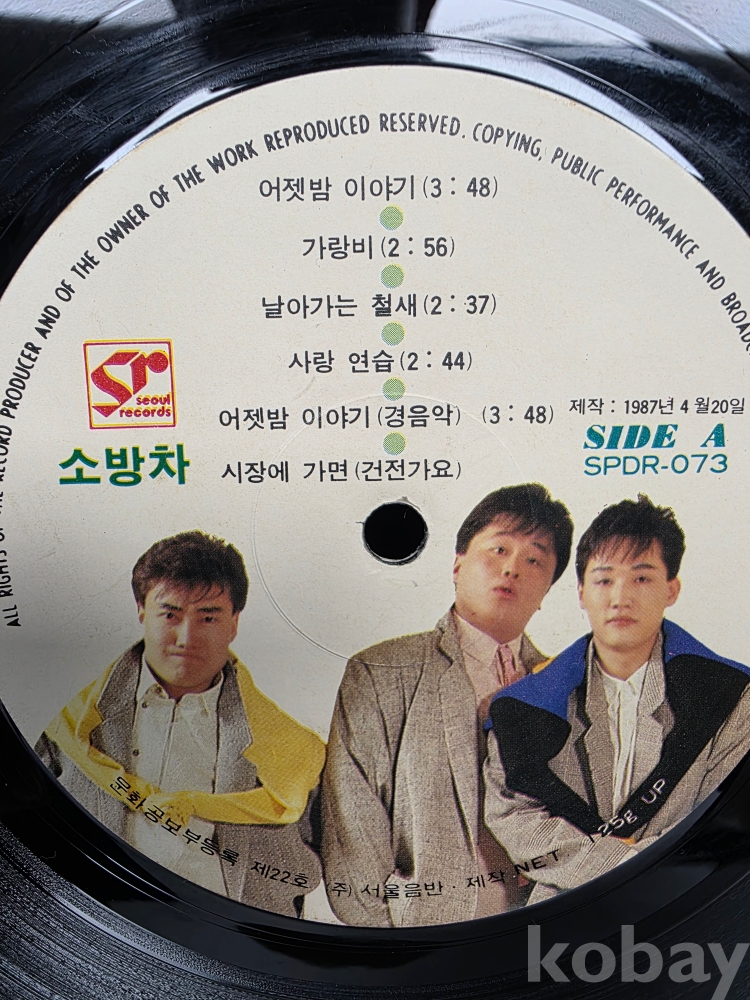 ALL RIGHTS OF THE RECORD PRODUCER AND OF THE OWNER OF THE WORK REPRODUCED RESERVED. COPYING, PUBLIC PERFORMANCE AND
어젯밤 이야기(3 : 48)
가랑비(2 : 56)
날아가는 철새(2 : 37)
사랑 연습(2 : 44)
어젯밤 이야기(경음악) (3 : 48)
시장에 가면(건전가요)
sr
seoul
records
소방차
제작 : 1987년 4월20일
SIDE A
SPDR-073
문화공보부등록 제22호 (주) 서울음반·제작.NET 125g UP
kobay